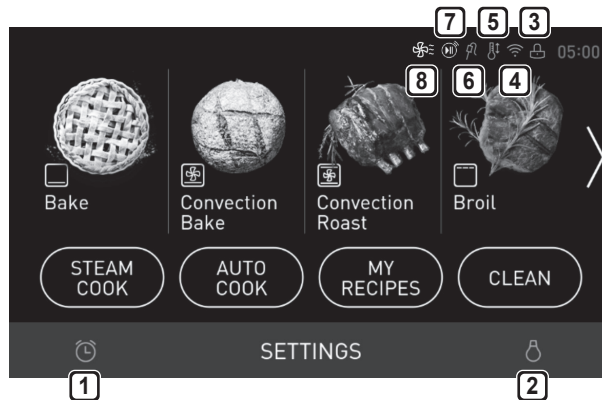 7 5 3
05:00
8 6 4
Bake
Convection
Bake
Convection
Roast
Broil
STEAM
COOK
AUTO
COOK
MY
RECIPES
CLEAN
SETTINGS
1 2